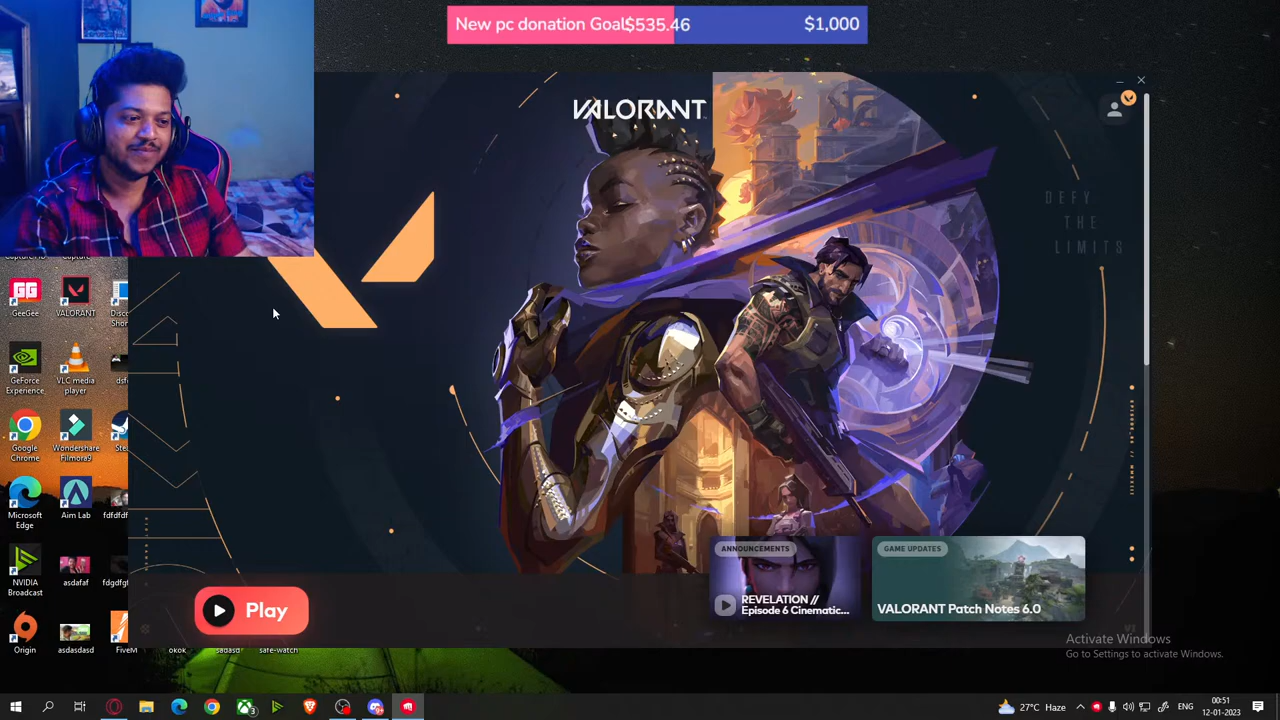 New pc donation Goal: $535.46 $1,000
VALORANT
DEFY
THE
LIMITS
GeeGee
VALORANT
GeForce
Experience
VLC media
player
Google
Chrome
Wondershare
Filmora9
Microsoft
Edge
Aim Lab
fdfdfdf
NVIDIA
Broadcast
asdafaf
Origin
asdasdasd
FiveM
okok
sadasd
safe-watch
Play
ANNOUNCEMENTS
REVELATION //
Episode 6 Cinematic...
GAME UPDATES
VALORANT Patch Notes 6.0
Activate Windows
Go to Settings to activate Windows.
3
27°C Haze
ENG
00:51
12-01-2023